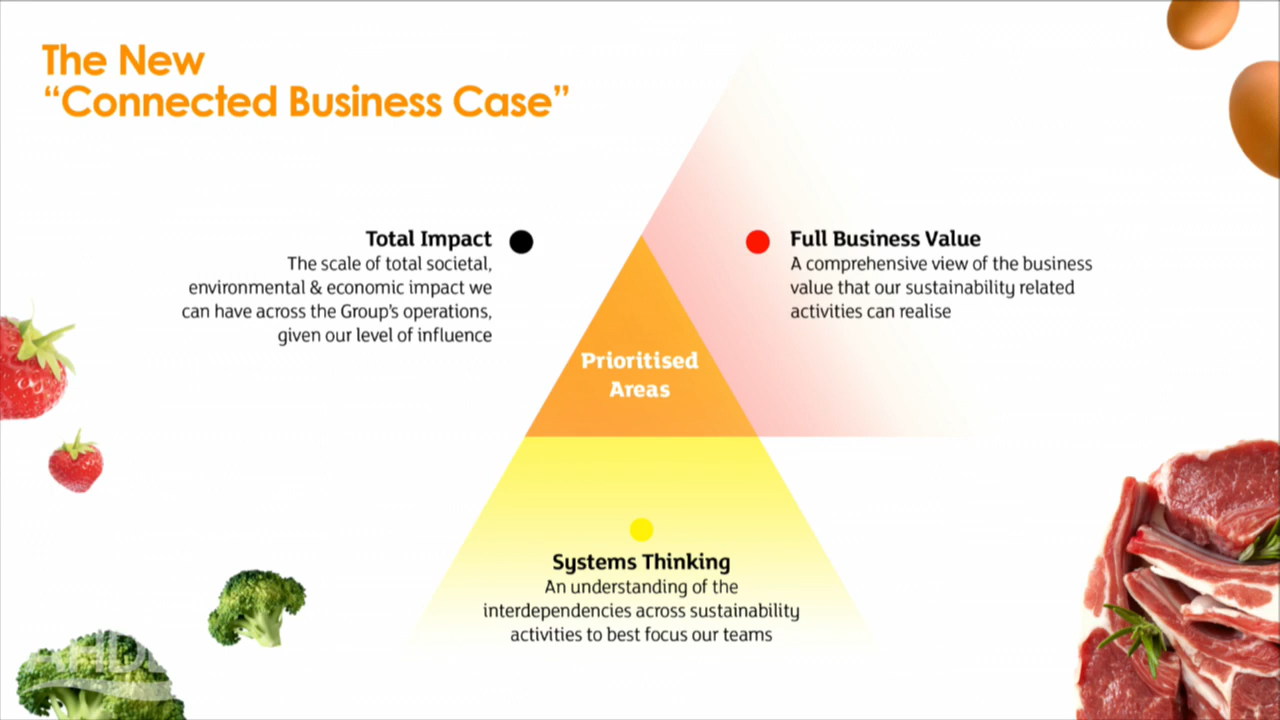 The New
“Connected Business Case”
Total Impact
The scale of total societal,
environmental & economic impact we
can have across the Group’s operations,
given our level of influence
Full Business Value
A comprehensive view of the business
value that our sustainability related
activities can realise
Prioritised
Areas
Systems Thinking
An understanding of the
interdependencies across sustainability
activities to best focus our teams
AHDB